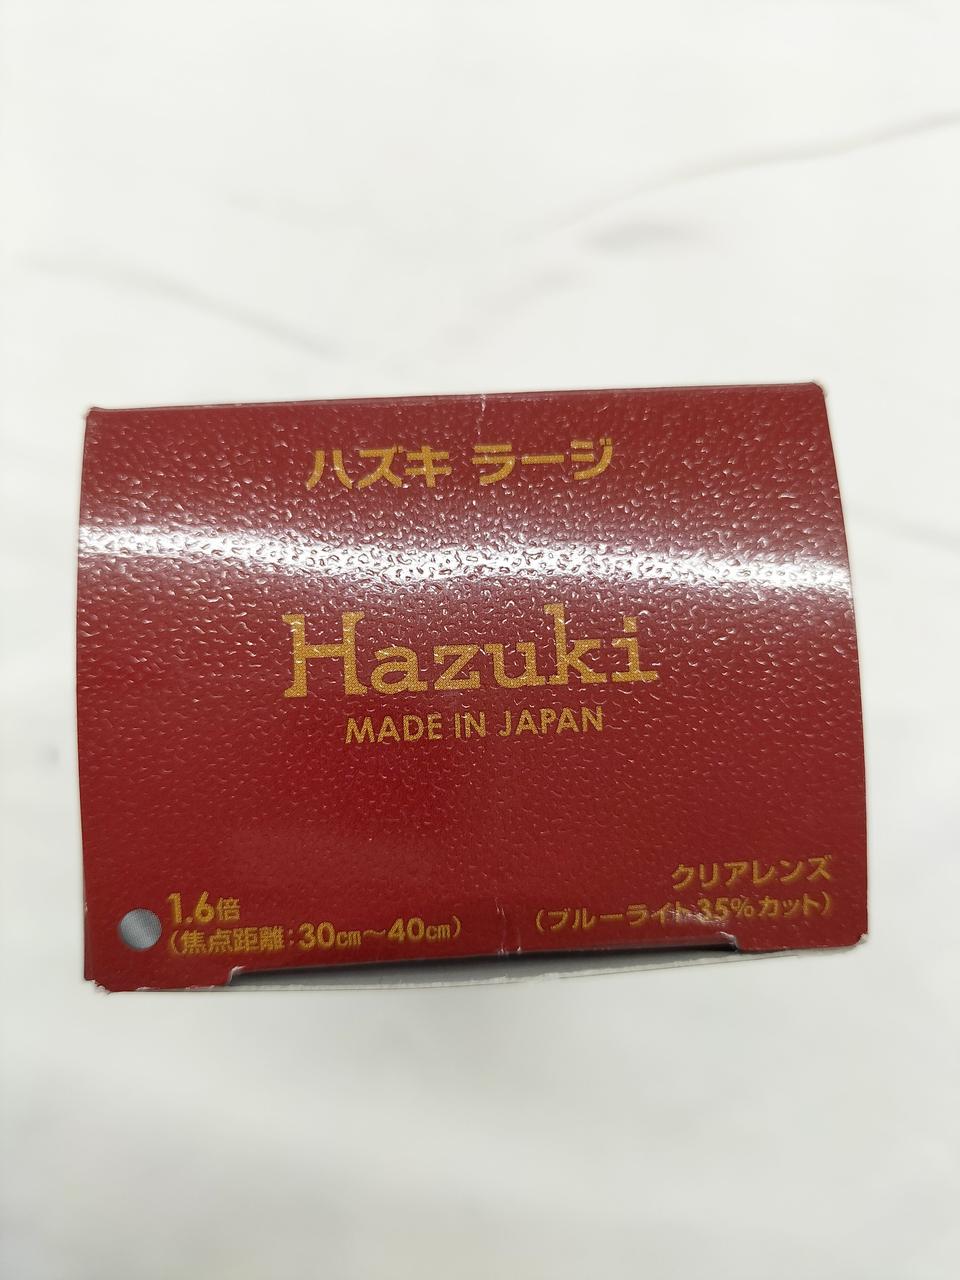 ハズキ ラージ
Hazuki
MADE IN JAPAN
1.6倍
（焦点距離：30㎝～40㎝）
クリアレンズ
（ブルーライト35％カット）